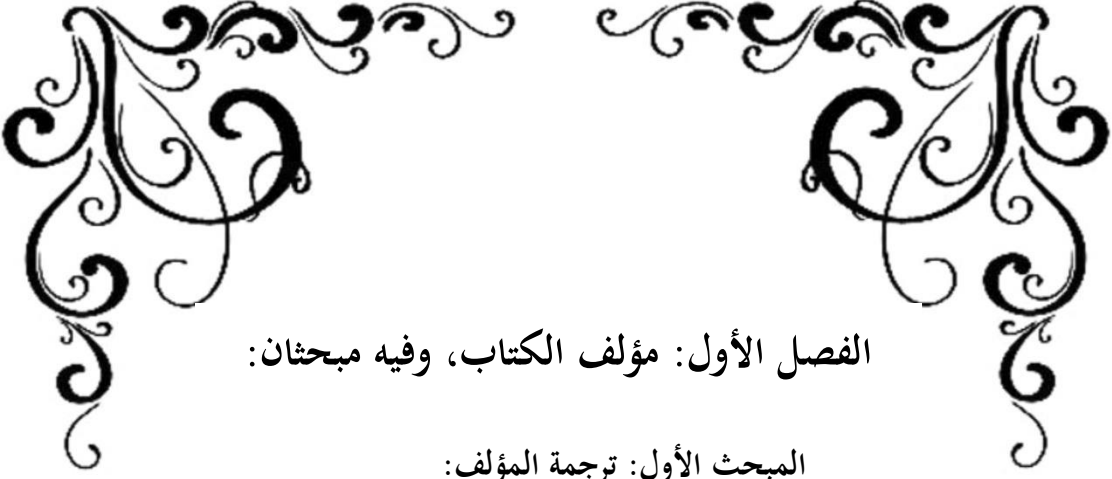 الفصل الأول: مؤلف الكتاب، وفيه مبحثان:
المبحث الأول: ترجمة المؤلف: